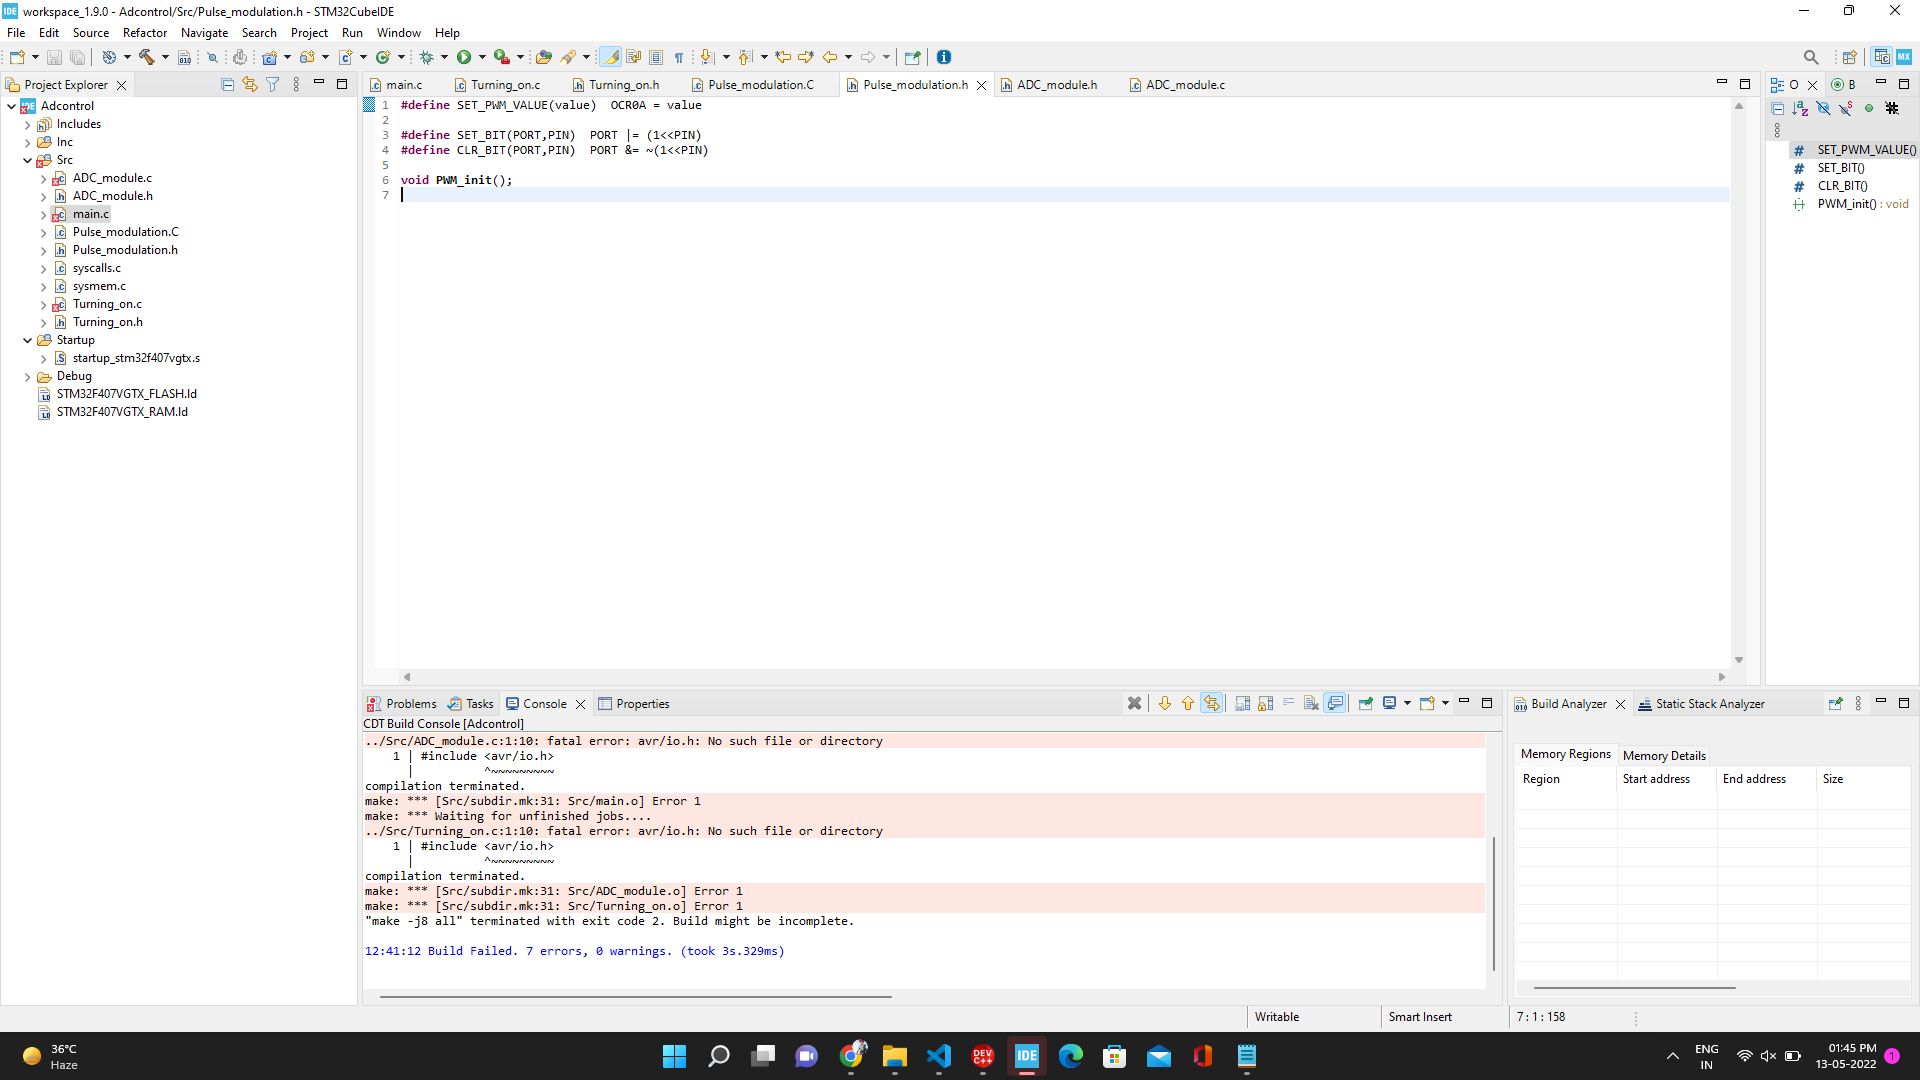 IDE workspace_1.9.0 - Adcontrol/Src/Pulse_modulation.h - STM32CubeIDE
File Edit Source Refactor Navigate Search Project Run Window Help
Project Explorer
main.c Turning_on.c Turning_on.h Pulse_modulation.C Pulse_modulation.h ADC_module.h ADC_module.c
O B
Adcontrol
Includes
Inc
Src
ADC_module.c
ADC_module.h
main.c
Pulse_modulation.C
Pulse_modulation.h
syscalls.c
sysmem.c
Turning_on.c
Turning_on.h
Startup
startup_stm32f407vgtx.s
Debug
STM32F407VGTX_FLASH.ld
STM32F407VGTX_RAM.ld
1 #define SET_PWM_VALUE(value)  OCR0A = value
2
3 #define SET_BIT(PORT,PIN)  PORT |= (1<<PIN)
4 #define CLR_BIT(PORT,PIN)  PORT &= ~(1<<PIN)
5
6 void PWM_init();
7
# SET_PWM_VALUE()
# SET_BIT()
# CLR_BIT()
PWM_init() : void
Problems Tasks Console Properties
CDT Build Console [Adcontrol]
../Src/ADC_module.c:1:10: fatal error: avr/io.h: No such file or directory
1 | #include <avr/io.h>
|          ^~~~~~~~~~
compilation terminated.
make: *** [Src/subdir.mk:31: Src/main.o] Error 1
make: *** Waiting for unfinished jobs....
../Src/Turning_on.c:1:10: fatal error: avr/io.h: No such file or directory
1 | #include <avr/io.h>
|          ^~~~~~~~~~
compilation terminated.
make: *** [Src/subdir.mk:31: Src/ADC_module.o] Error 1
make: *** [Src/subdir.mk:31: Src/Turning_on.o] Error 1
"make -j8 all" terminated with exit code 2. Build might be incomplete.
12:41:12 Build Failed. 7 errors, 0 warnings. (took 3s.329ms)
Build Analyzer Static Stack Analyzer
Memory Regions Memory Details
Region Start address End address Size
Writable Smart Insert 7 : 1 : 158
36°C
Haze
DEV C++
IDE
ENG
IN
01:45 PM
13-05-2022
1